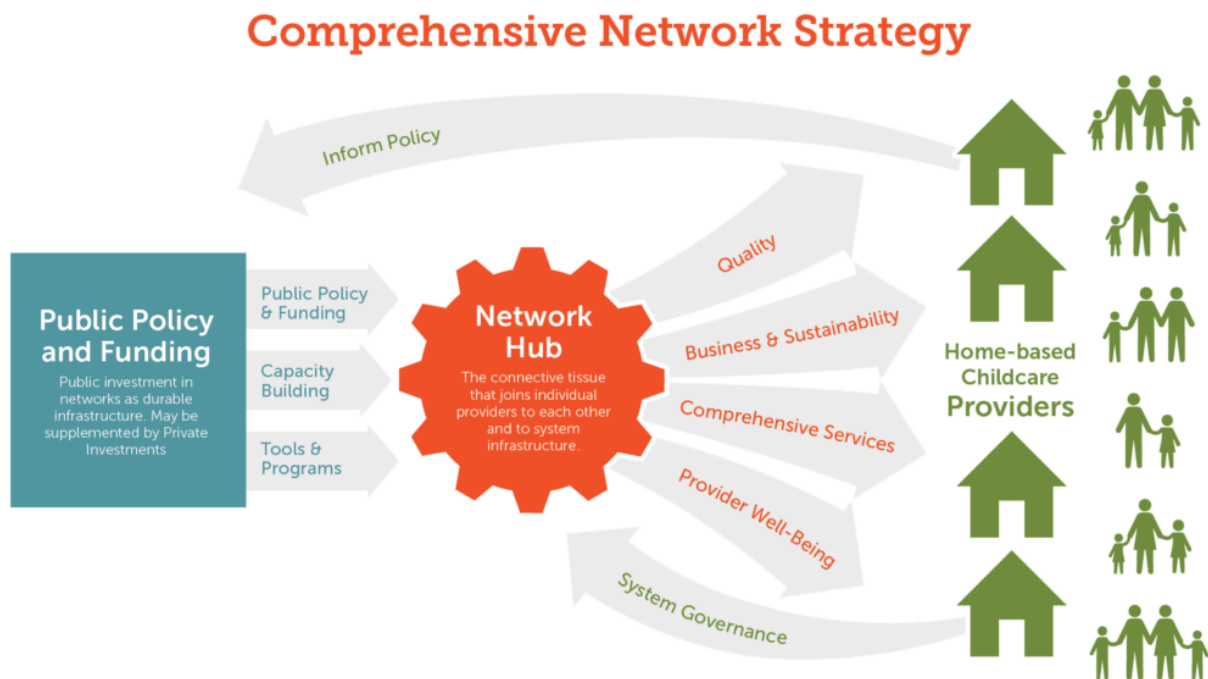 Comprehensive Network Strategy
Inform Policy
Public Policy
and Funding
Public investment in
networks as durable
infrastructure. May be
supplemented by Private
Investments
Public Policy
& Funding
Capacity
Building
Tools &
Programs
Network
Hub
The connective tissue
that joins individual
providers to each other
and to system
infrastructure.
Quality
Business & Sustainability
Comprehensive Services
Provider Well-Being
System Governance
Home-based
Childcare
Providers